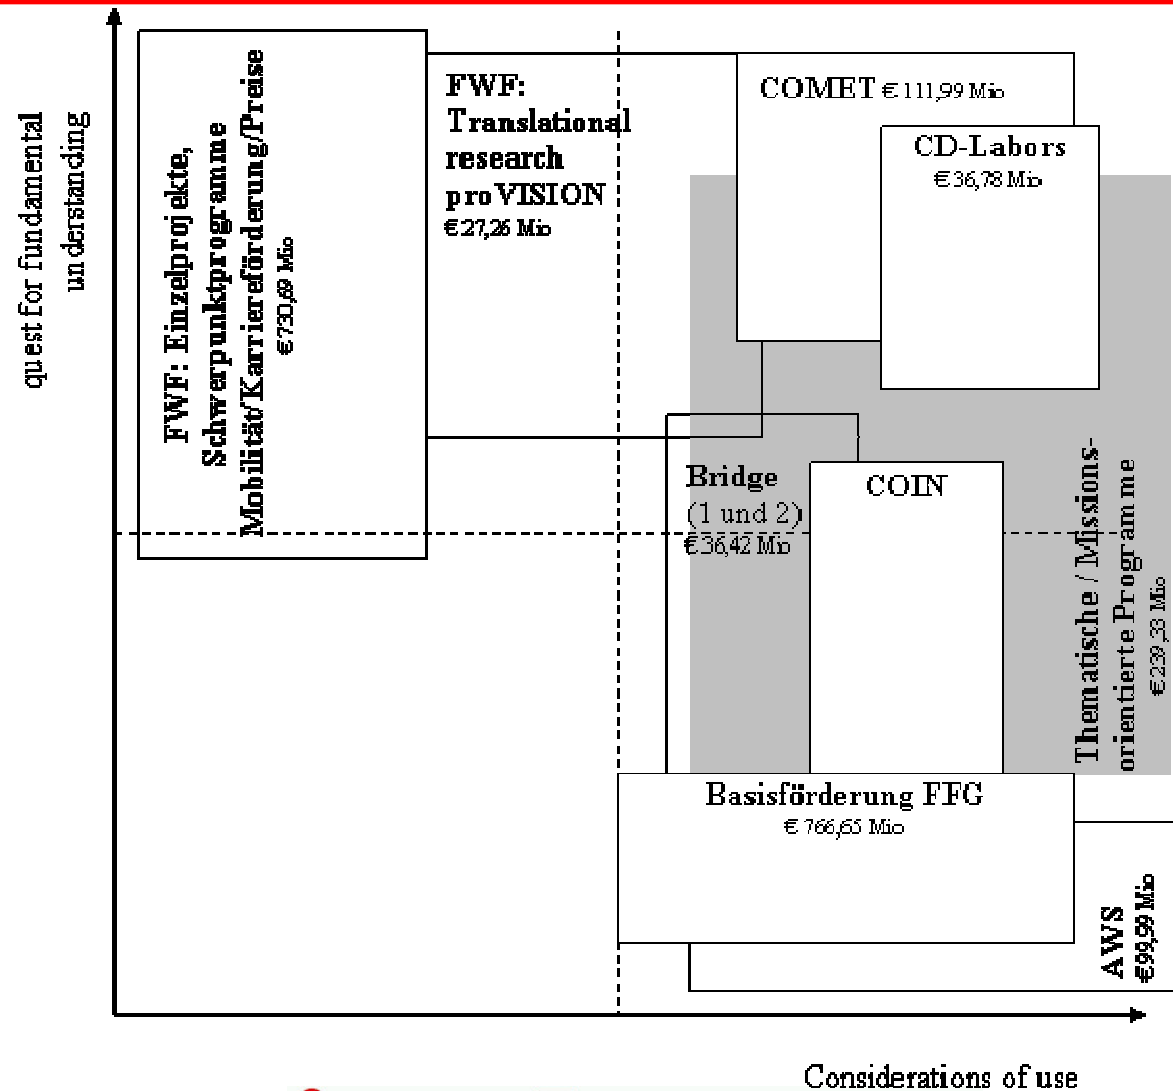 quest for fundamental
understanding
FWF: Einzelprojekte,
Schwerpunktprogramme
Mobilität/Karriereförderung/Preise
€ 730,69 Mio
FWF:
Translational
research
proVISION
€ 27,26 Mio
COMET € 111,99 Mio
CD-Labors
€ 36,78 Mio
Bridge
(1 und 2)
€ 36,42 Mio
COIN
Thematische / Missions-
orientierte Programme
€ 239,33 Mio
Basisförderung FFG
€ 766,65 Mio
AWS
€ 99,99 Mio
Considerations of use